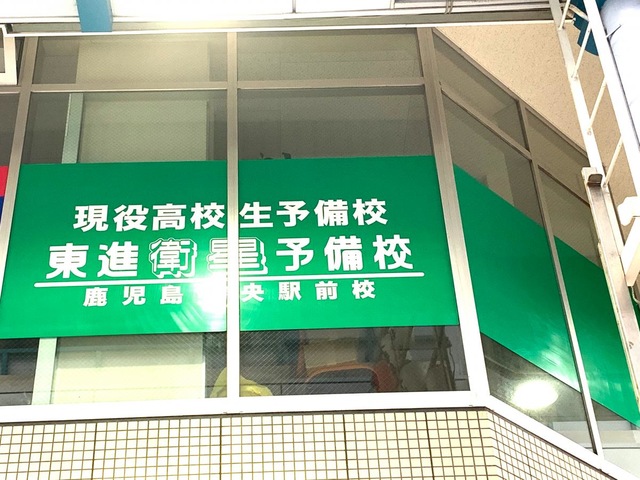 現役高校生予備校
東進衛星予備校
鹿児島中央駅前校